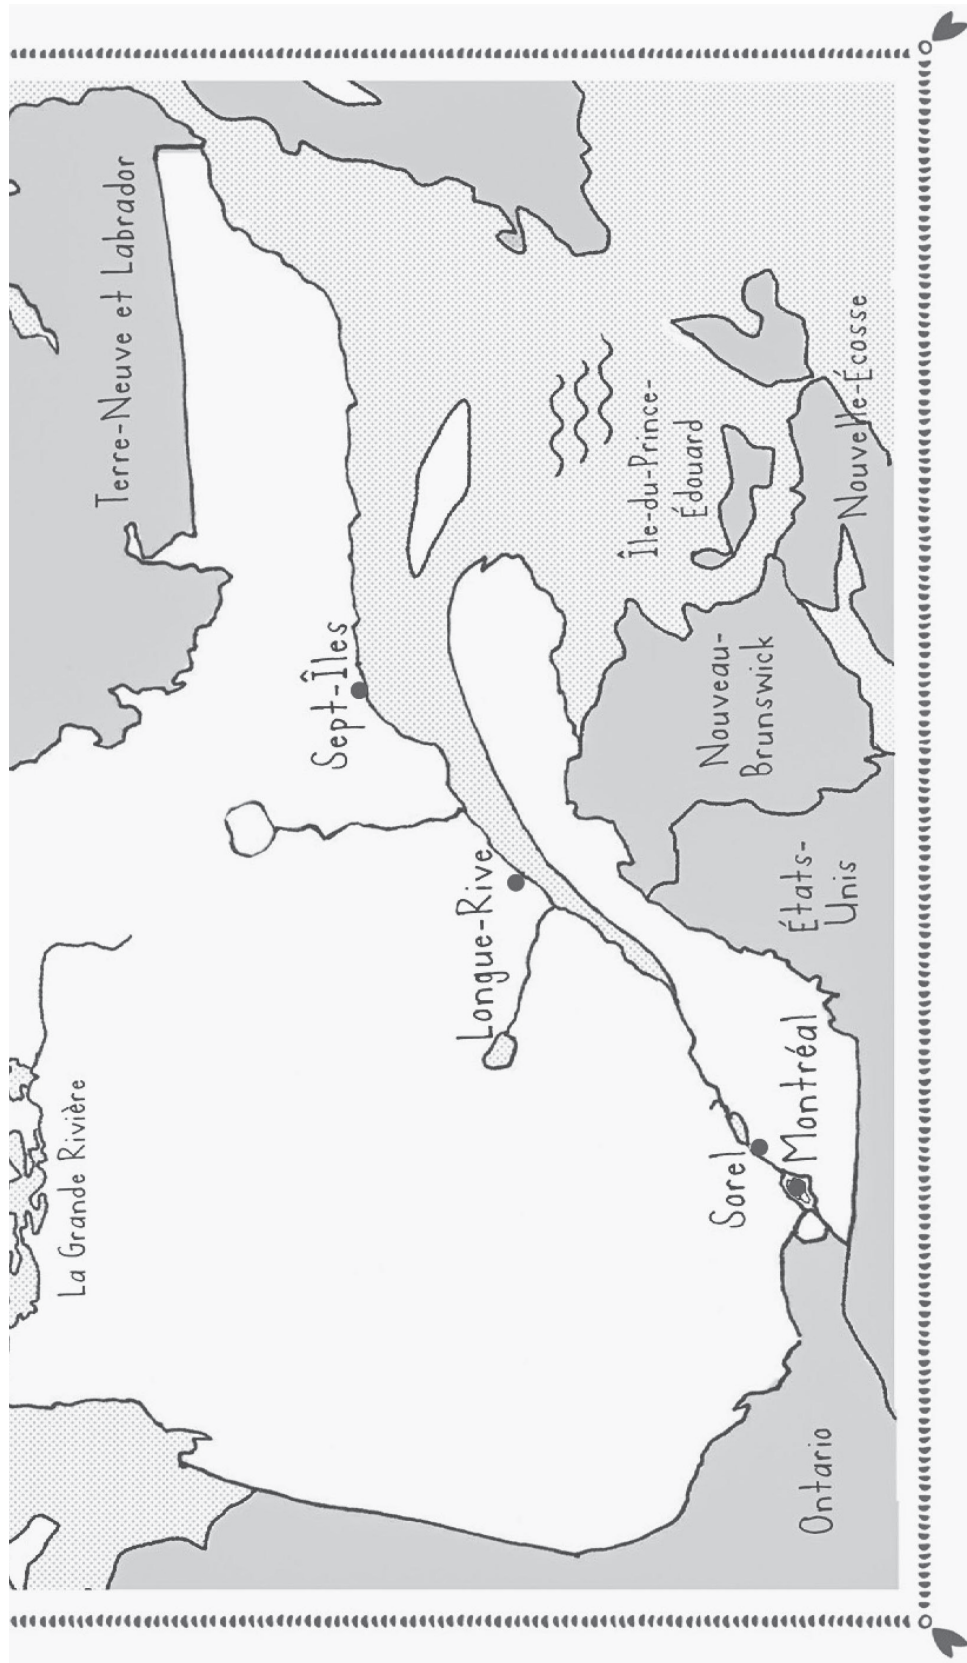 Terre-Neuve et Labrador
La Grande Rivière
Sept-Îles
Longue-Rive
Île-du-Prince-
Édouard
Sorel
Nouveau-
Brunswick
États-
Unis
Montréal
Ontario
Nouvelle-Écosse